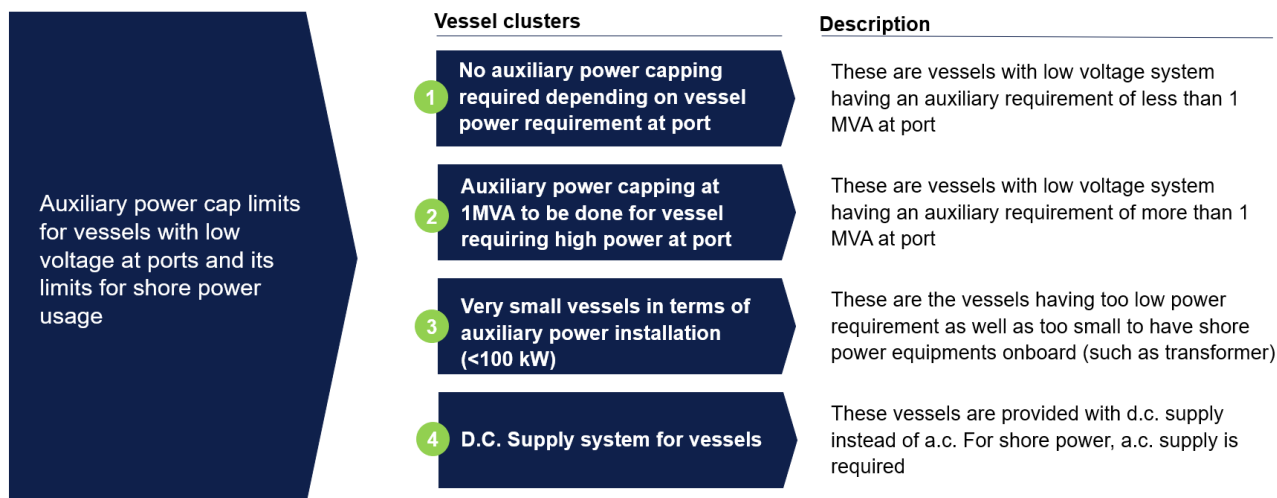 Auxiliary power cap limits
for vessels with low
voltage at ports and its
limits for shore power
usage
Vessel clusters
Description
1
No auxiliary power capping
required depending on vessel
power requirement at port
These are vessels with low voltage system
having an auxiliary requirement of less than 1
MVA at port
2
Auxiliary power capping at
1MVA to be done for vessel
requiring high power at port
These are vessels with low voltage system
having an auxiliary requirement of more than 1
MVA at port
3
Very small vessels in terms of
auxiliary power installation
(<100 kW)
These are the vessels having too low power
requirement as well as too small to have shore
power equipments onboard (such as transformer)
4
D.C. Supply system for vessels
These vessels are provided with d.c. supply
instead of a.c. For shore power, a.c. supply is
required